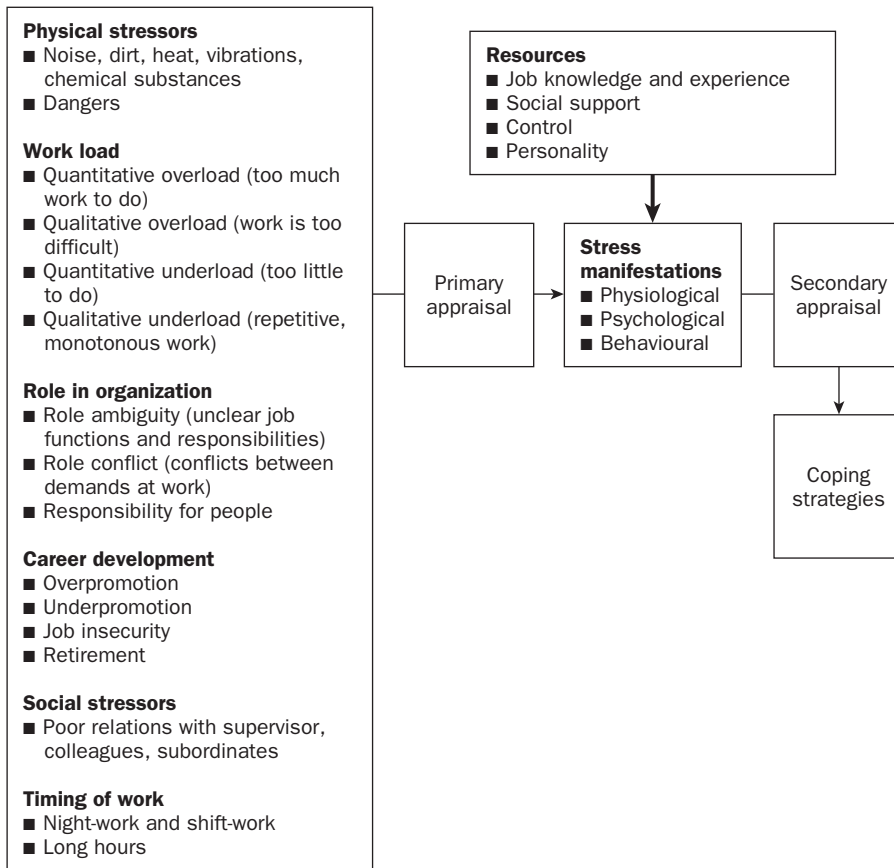 Physical stressors
■ Noise, dirt, heat, vibrations,
chemical substances
■ Dangers
Work load
■ Quantitative overload (too much
work to do)
■ Qualitative overload (work is too
difficult)
■ Quantitative underload (too little
to do)
■ Qualitative underload (repetitive,
monotonous work)
Role in organization
■ Role ambiguity (unclear job
functions and responsibilities)
■ Role conflict (conflicts between
demands at work)
■ Responsibility for people
Career development
■ Overpromotion
■ Underpromotion
■ Job insecurity
■ Retirement
Social stressors
■ Poor relations with supervisor,
colleagues, subordinates
Timing of work
■ Night-work and shift-work
■ Long hours
Primary
appraisal
Resources
■ Job knowledge and experience
■ Social support
■ Control
■ Personality
Stress
manifestations
■ Physiological
■ Psychological
■ Behavioural
Secondary
appraisal
Coping
strategies